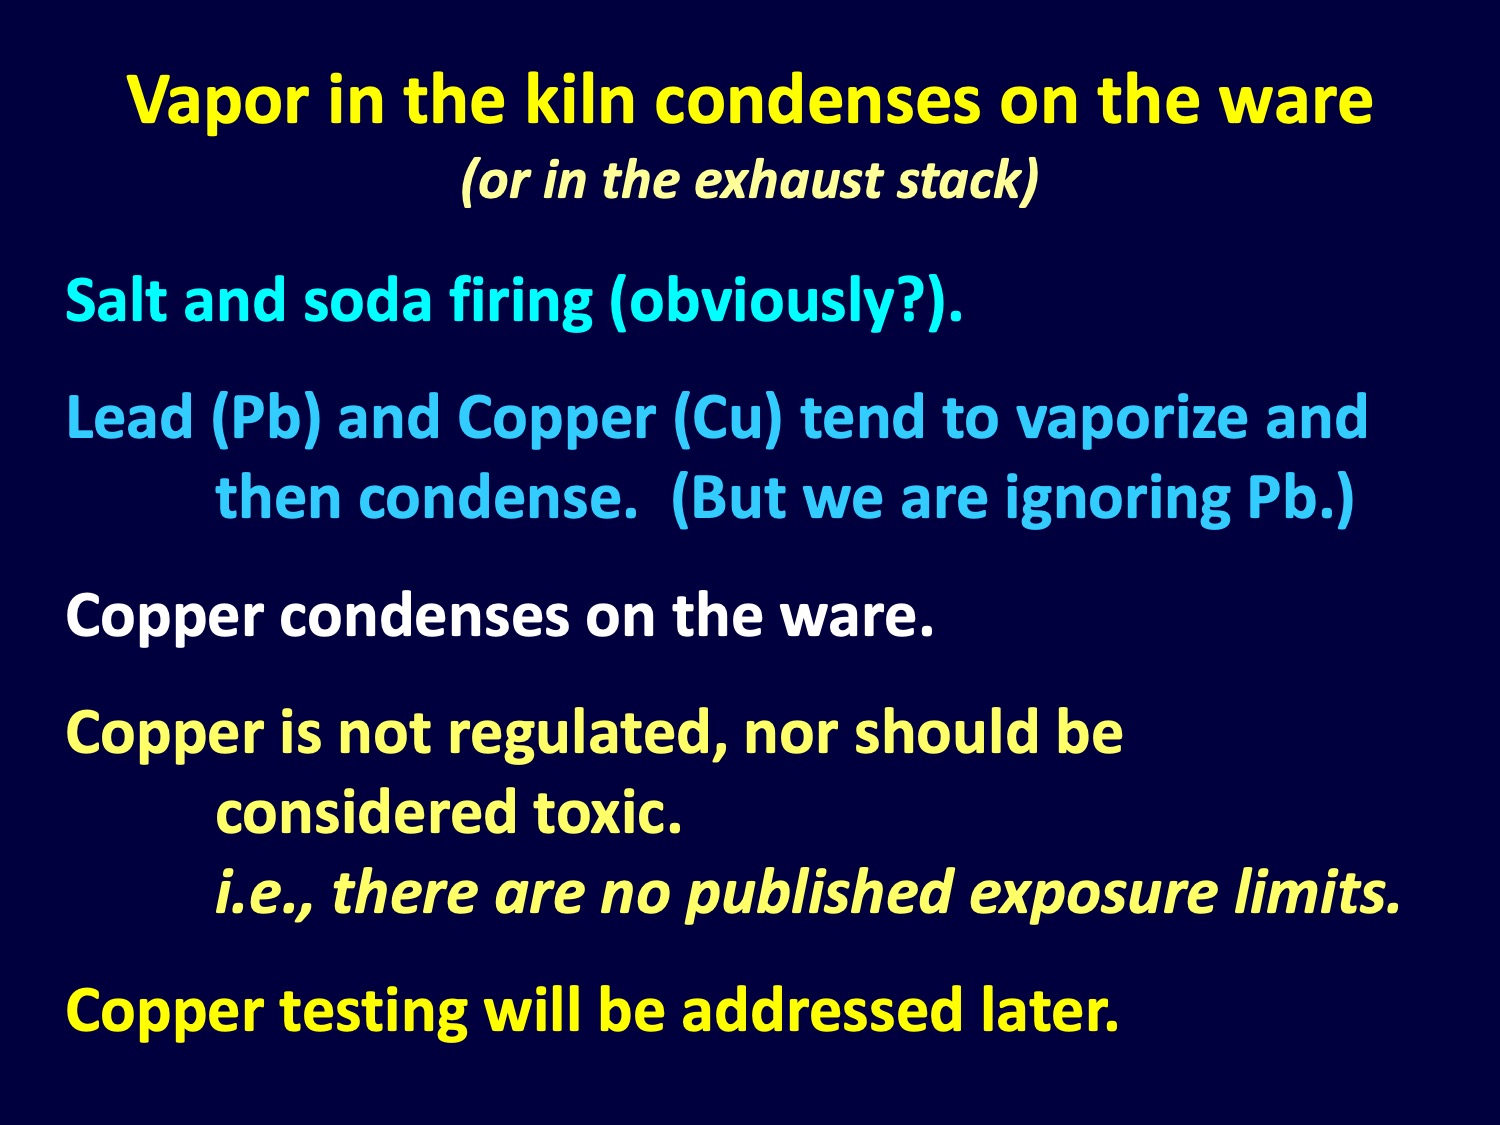 Vapor in the kiln condenses on the ware
(or in the exhaust stack)
Salt and soda firing (obviously?).
Lead (Pb) and Copper (Cu) tend to vaporize and
then condense.  (But we are ignoring Pb.)
Copper condenses on the ware.
Copper is not regulated, nor should be
considered toxic.
i.e., there are no published exposure limits.
Copper testing will be addressed later.